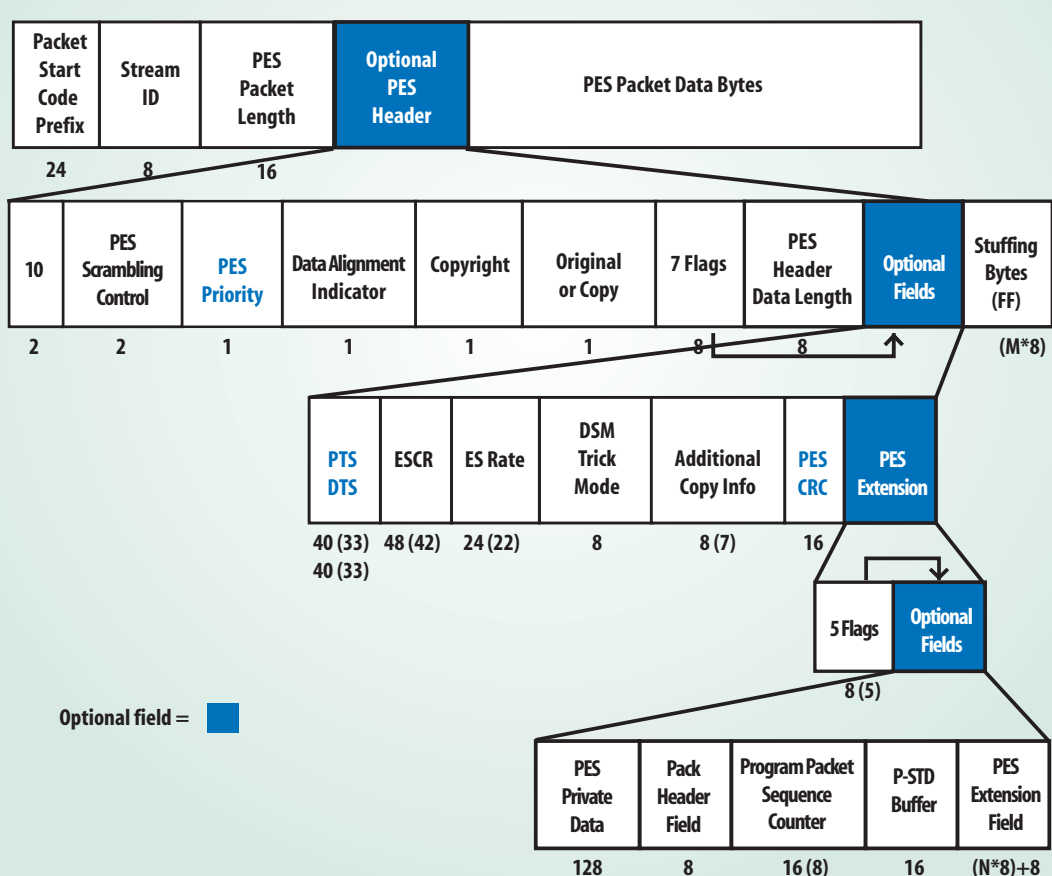 Packet
Start
Code
Prefix
Stream
ID
PES
Packet
Length
Optional
PES
Header
PES Packet Data Bytes
24
8
16
10
PES
Scrambling
Control
PES
Priority
Data Alignment
Indicator
Copyright
Original
or Copy
7 Flags
PES
Header
Data Length
Optional
Fields
Stuffing
Bytes
(FF)
2
2
1
1
1
1
8
8
(M*8)
PTS
DTS
ESCR
ES Rate
DSM
Trick
Mode
Additional
Copy Info
PES
CRC
PES
Extension
40 (33)
40 (33)
48 (42)
24 (22)
8
8 (7)
16
5 Flags
Optional
Fields
8 (5)
Optional field =
PES
Private
Data
Pack
Header
Field
Program Packet
Sequence
Counter
P-STD
Buffer
PES
Extension
Field
128
8
16 (8)
16
(N*8)+8